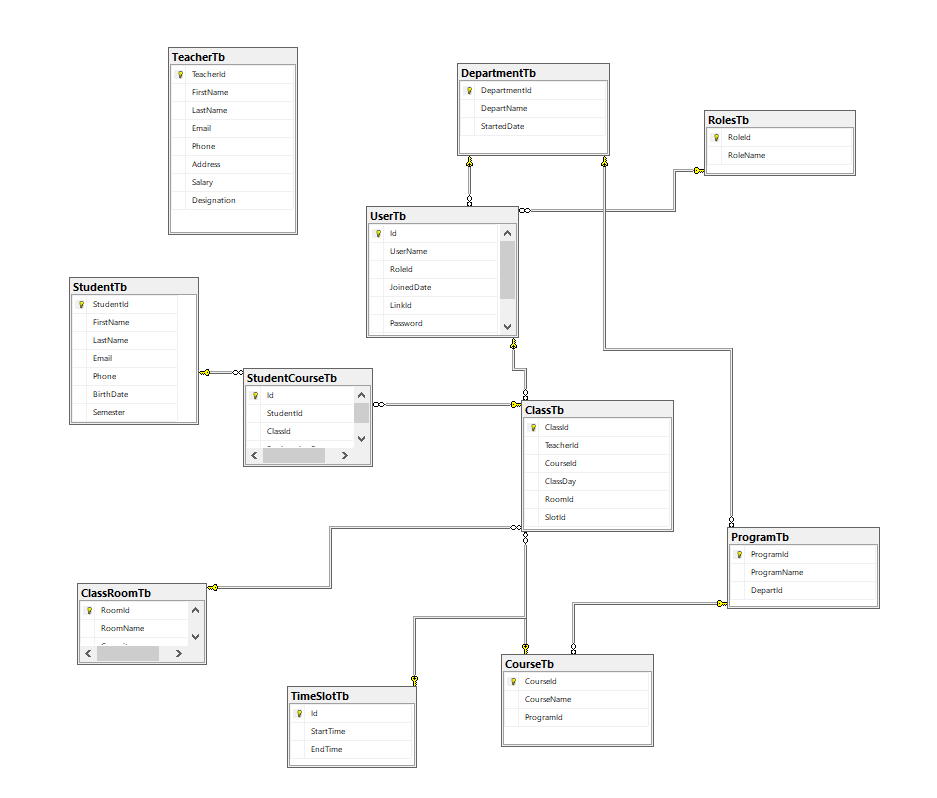 TeacherTb
TeacherId
FirstName
LastName
Email
Phone
Address
Salary
Designation
DepartmentTb
DepartmentId
DepartName
StartedDate
RolesTb
RoleId
RoleName
UserTb
Id
UserName
RoleId
JoinedDate
LinkId
Password
StudentTb
StudentId
FirstName
LastName
Email
Phone
BirthDate
Semester
StudentCourseTb
Id
StudentId
ClassId
ClassTb
ClassId
TeacherId
CourseId
ClassDay
RoomId
SlotId
ProgramTb
ProgramId
ProgramName
DepartId
ClassRoomTb
RoomId
RoomName
CourseTb
CourseId
CourseName
ProgramId
TimeSlotTb
Id
StartTime
EndTime